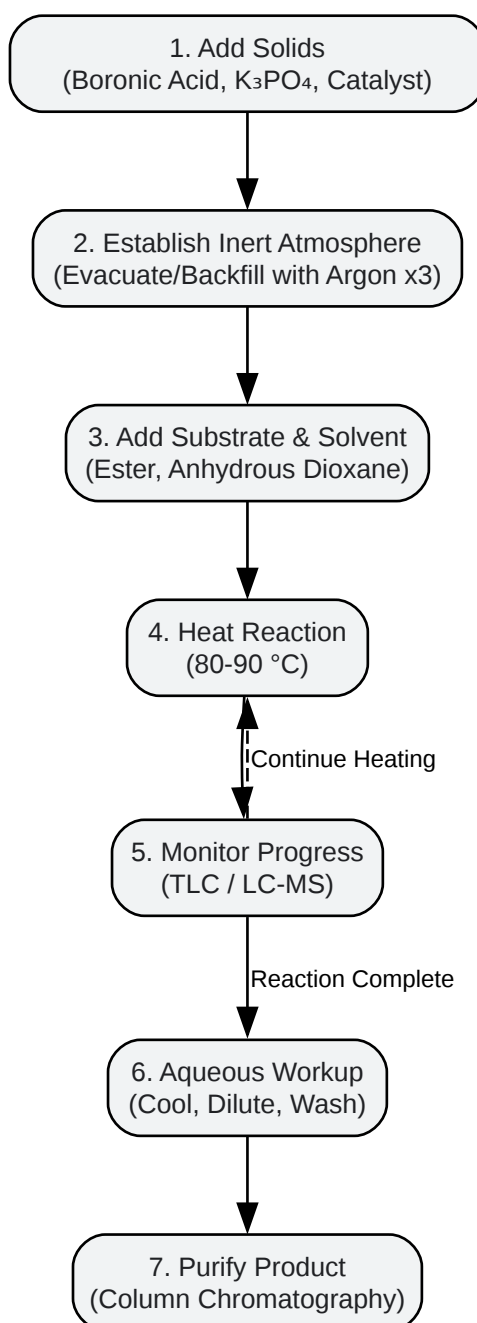 1. Add Solids
(Boronic Acid, K₃PO₄, Catalyst)
2. Establish Inert Atmosphere
(Evacuate/Backfill with Argon x3)
3. Add Substrate & Solvent
(Ester, Anhydrous Dioxane)
4. Heat Reaction
(80-90 °C)
Continue Heating
5. Monitor Progress
(TLC / LC-MS)
Reaction Complete
6. Aqueous Workup
(Cool, Dilute, Wash)
7. Purify Product
(Column Chromatography)